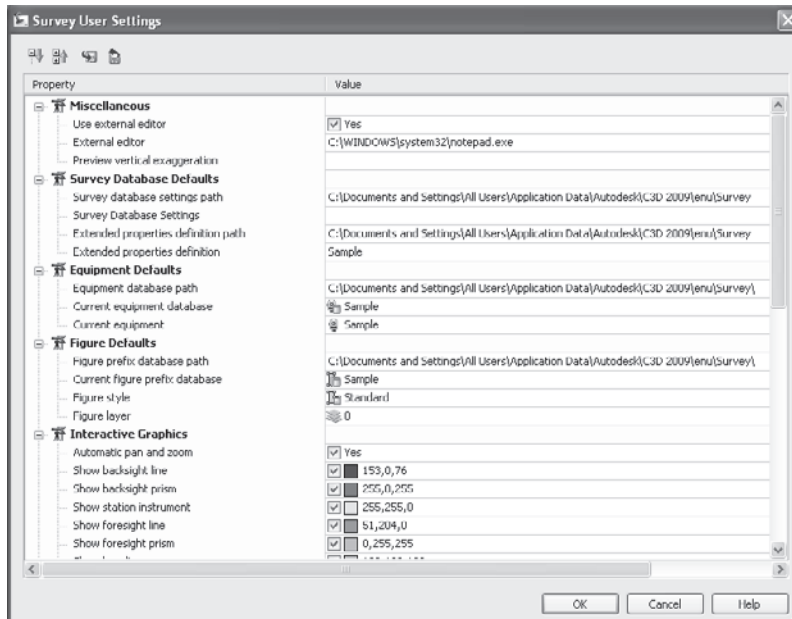 Survey User Settings
Property Value
Miscellaneous
Use external editor Yes
External editor C:\WINDOWS\system32\notepad.exe
Preview vertical exaggeration
Survey Database Defaults
Survey database settings path C:\Documents and Settings\All Users\Application Data\Autodesk\C3D 2009\enu\Survey
Survey Database Settings
Extended properties definition path C:\Documents and Settings\All Users\Application Data\Autodesk\C3D 2009\enu\Survey
Extended properties definition Sample
Equipment Defaults
Equipment database path C:\Documents and Settings\All Users\Application Data\Autodesk\C3D 2009\enu\Survey\
Current equipment database Sample
Current equipment Sample
Figure Defaults
Figure prefix database path C:\Documents and Settings\All Users\Application Data\Autodesk\C3D 2009\enu\Survey\
Current figure prefix database Sample
Figure style Standard
Figure layer 0
Interactive Graphics
Automatic pan and zoom Yes
Show backsight line 153,0,76
Show backsight prism 255,0,255
Show station instrument 255,255,0
Show foresight line 51,204,0
Show foresight prism 0,255,255
OK Cancel Help